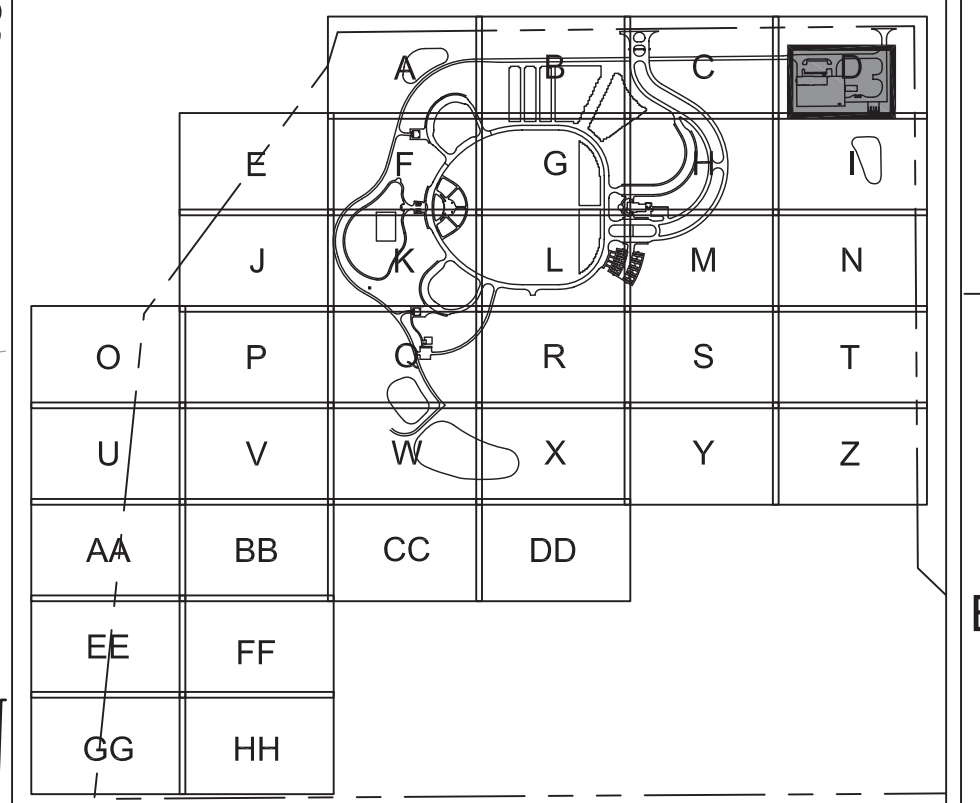 A B C D
E F G H I
J K L M N
O P Q R S T
U V W X Y Z
AA BB CC DD
EE FF
GG HH